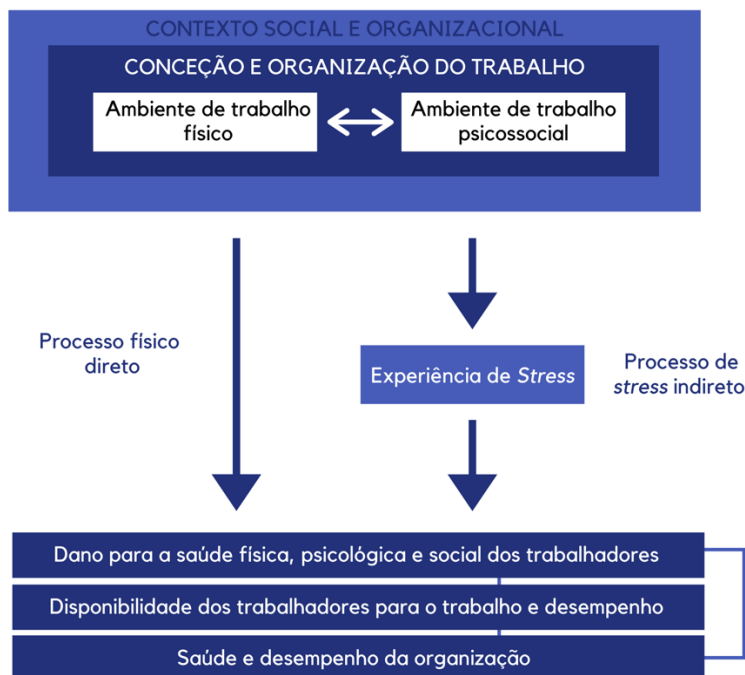 CONTEXTO SOCIAL E ORGANIZACIONAL
CONCEÇÃO E ORGANIZAÇÃO DO TRABALHO
Ambiente de trabalho
físico
Ambiente de trabalho
psicossocial
Processo físico
direto
Experiência de Stress
Processo de
stress indireto
Dano para a saúde física, psicológica e social dos trabalhadores
Disponibilidade dos trabalhadores para o trabalho e desempenho
Saúde e desempenho da organização